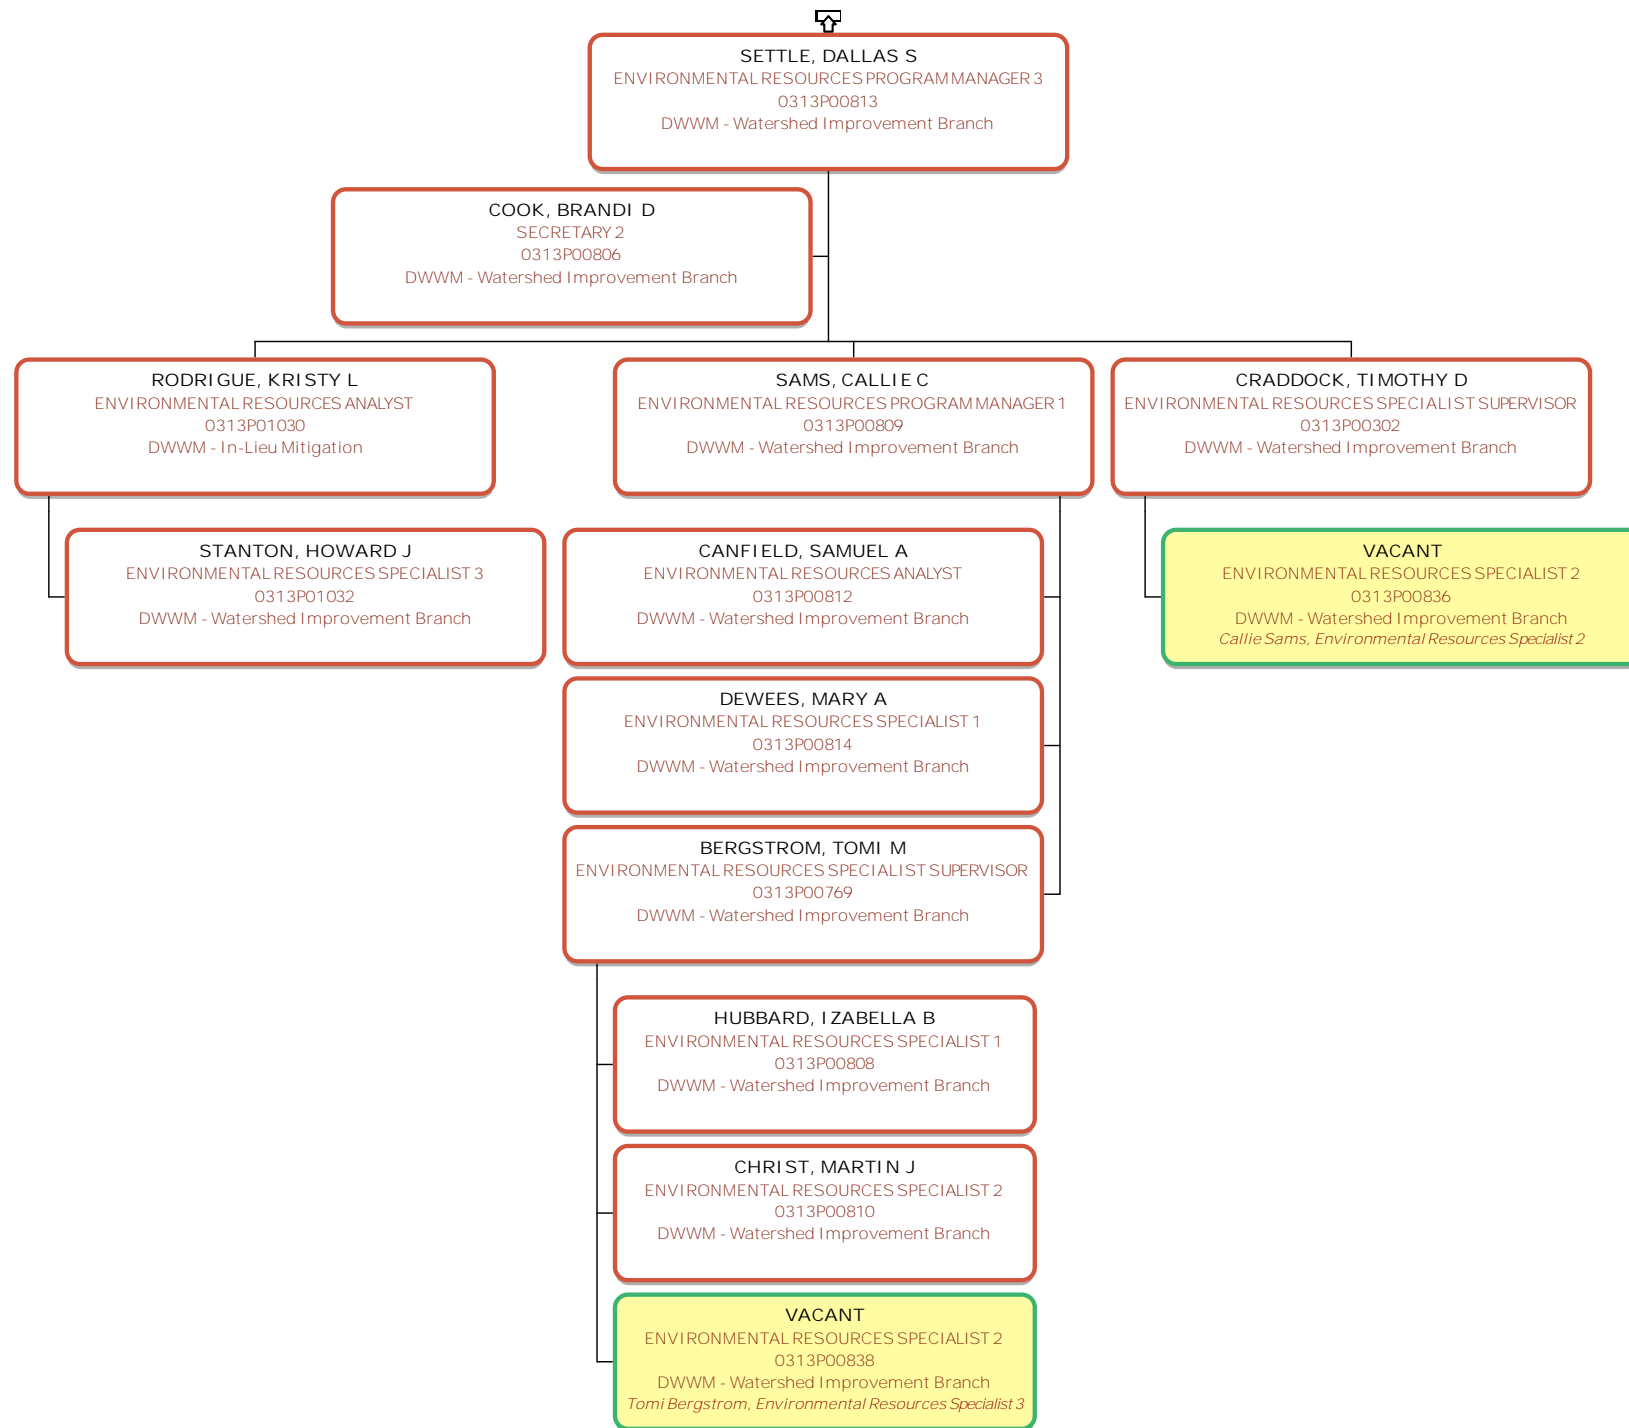 SETTLE, DALLAS S
ENVIRONMENTAL RESOURCES PROGRAM MANAGER 3
0313P00813
DWWM - Watershed Improvement Branch
COOK, BRANDI D
SECRETARY 2
0313P00806
DWWM - Watershed Improvement Branch
RODRIGUE, KRISTY L
ENVIRONMENTAL RESOURCES ANALYST
0313P01030
DWWM - In-Lieu Mitigation
SAMS, CALLIE C
ENVIRONMENTAL RESOURCES PROGRAM MANAGER 1
0313P00809
DWWM - Watershed Improvement Branch
CRADDOCK, TIMOTHY D
ENVIRONMENTAL RESOURCES SPECIALIST SUPERVISOR
0313P00302
DWWM - Watershed Improvement Branch
STANTON, HOWARD J
ENVIRONMENTAL RESOURCES SPECIALIST 3
0313P01032
DWWM - Watershed Improvement Branch
CANFIELD, SAMUEL A
ENVIRONMENTAL RESOURCES ANALYST
0313P00812
DWWM - Watershed Improvement Branch
VACANT
ENVIRONMENTAL RESOURCES SPECIALIST 2
0313P00836
DWWM - Watershed Improvement Branch
Callie Sams, Environmental Resources Specialist 2
DEWEES, MARY A
ENVIRONMENTAL RESOURCES SPECIALIST 1
0313P00814
DWWM - Watershed Improvement Branch
BERGSTROM, TOMI M
ENVIRONMENTAL RESOURCES SPECIALIST SUPERVISOR
0313P00769
DWWM - Watershed Improvement Branch
HUBBARD, IZABELLA B
ENVIRONMENTAL RESOURCES SPECIALIST 1
0313P00808
DWWM - Watershed Improvement Branch
CHRIST, MARTIN J
ENVIRONMENTAL RESOURCES SPECIALIST 2
0313P00810
DWWM - Watershed Improvement Branch
VACANT
ENVIRONMENTAL RESOURCES SPECIALIST 2
0313P00838
DWWM - Watershed Improvement Branch
Tomi Bergstrom, Environmental Resources Specialist 3